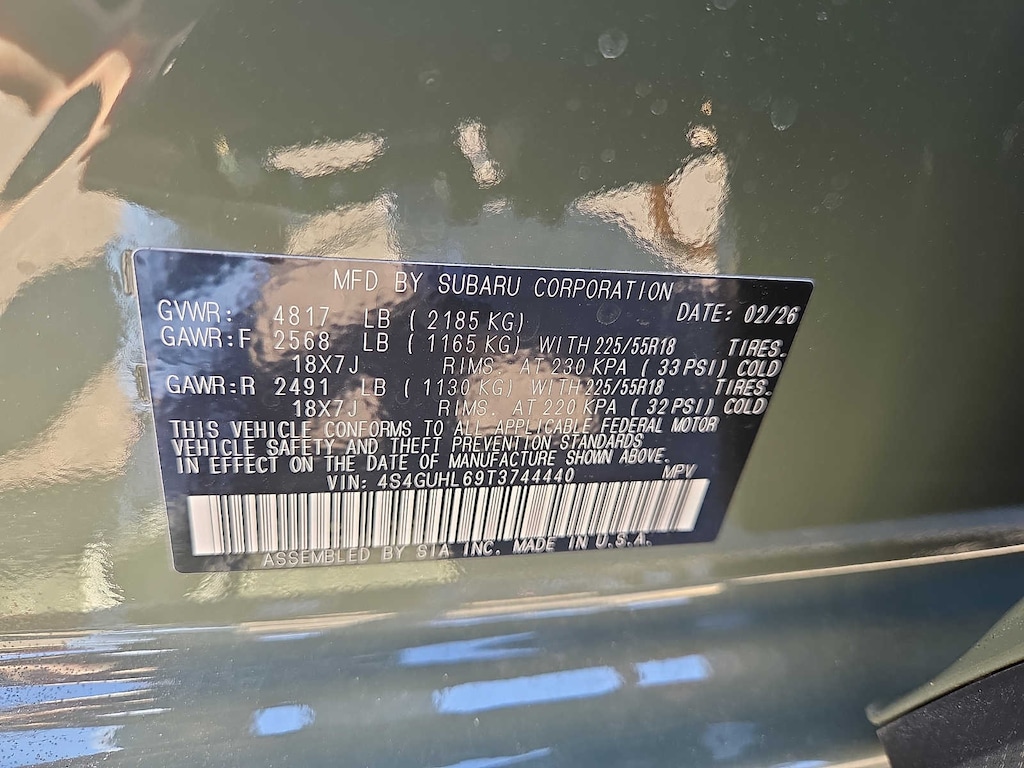 MFD BY SUBARU CORPORATION
GVWR: 4817 LB (2185 KG) DATE: 02/26
GAWR:F 2568 LB (1165 KG) WITH 225/55R18 TIRES.
18X7J RIMS. AT 230 KPA (33 PSI) COLD
GAWR:R 2491 LB (1130 KG) WITH 225/55R18 TIRES.
18X7J RIMS. AT 220 KPA (32 PSI) COLD
THIS VEHICLE CONFORMS TO ALL APPLICABLE FEDERAL MOTOR
VEHICLE SAFETY AND THEFT PREVENTION STANDARDS
IN EFFECT ON THE DATE OF MANUFACTURE SHOWN ABOVE.
VIN: 4S4GUHL69T3744440 MPV
ASSEMBLED BY SIA INC. MADE IN U.S.A.